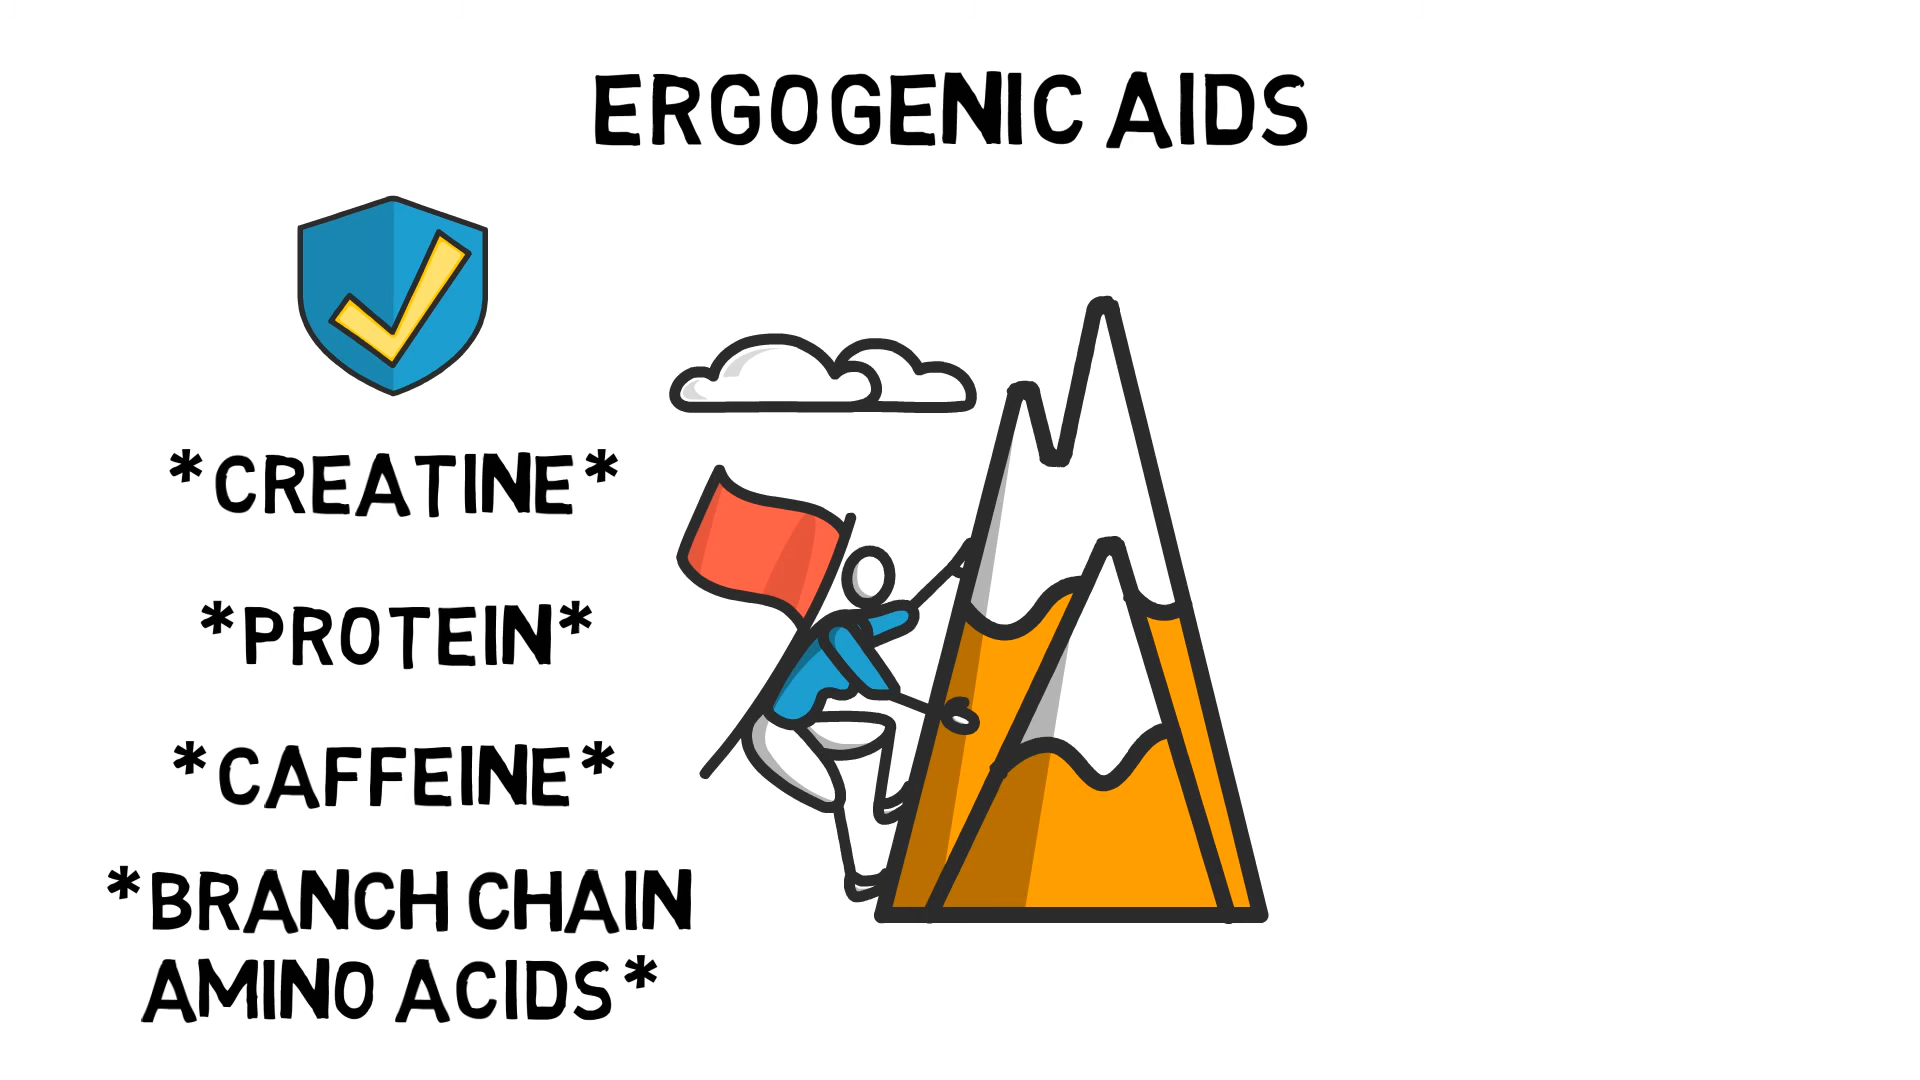 ERGOGENIC AIDS
*CREATINE*
*PROTEIN*
*CAFFEINE*
*BRANCH CHAIN
AMINO ACIDS*